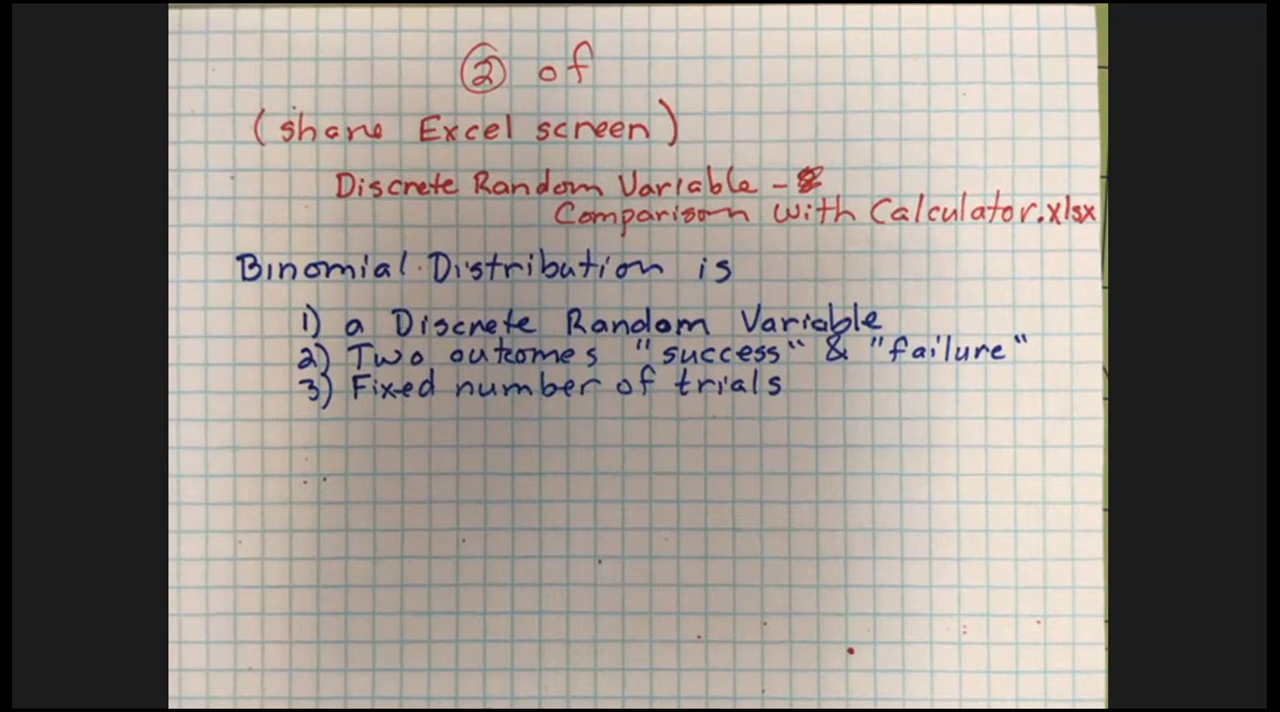 ② of
(share Excel screen)
Discrete Random Variable -
Comparison with Calculator.xlsx
Binomial Distribution is
1) a Discrete Random Variable
2) Two outcomes "success" & "failure"
3) Fixed number of trials